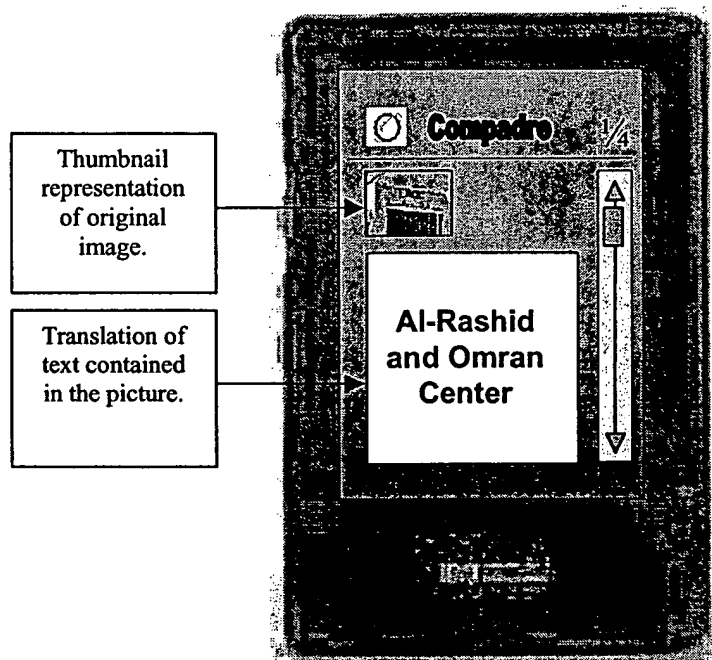 Compadre 1/4
Thumbnail
representation
of original
image.
Al-Rashid
and Omran
Center
Translation of
text contained
in the picture.